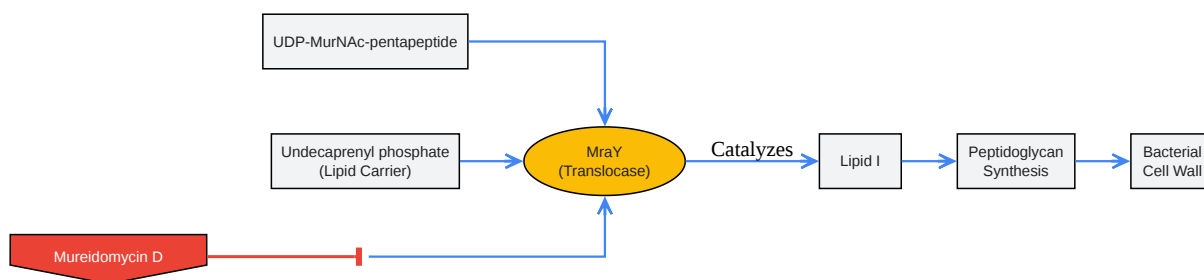 UDP-MurNAc-pentapeptide
Undecaprenyl phosphate
(Lipid Carrier)
MraY
(Translocase)
Catalyzes
Lipid I
Peptidoglycan
Synthesis
Bacterial
Cell Wall
Mureidomycin D